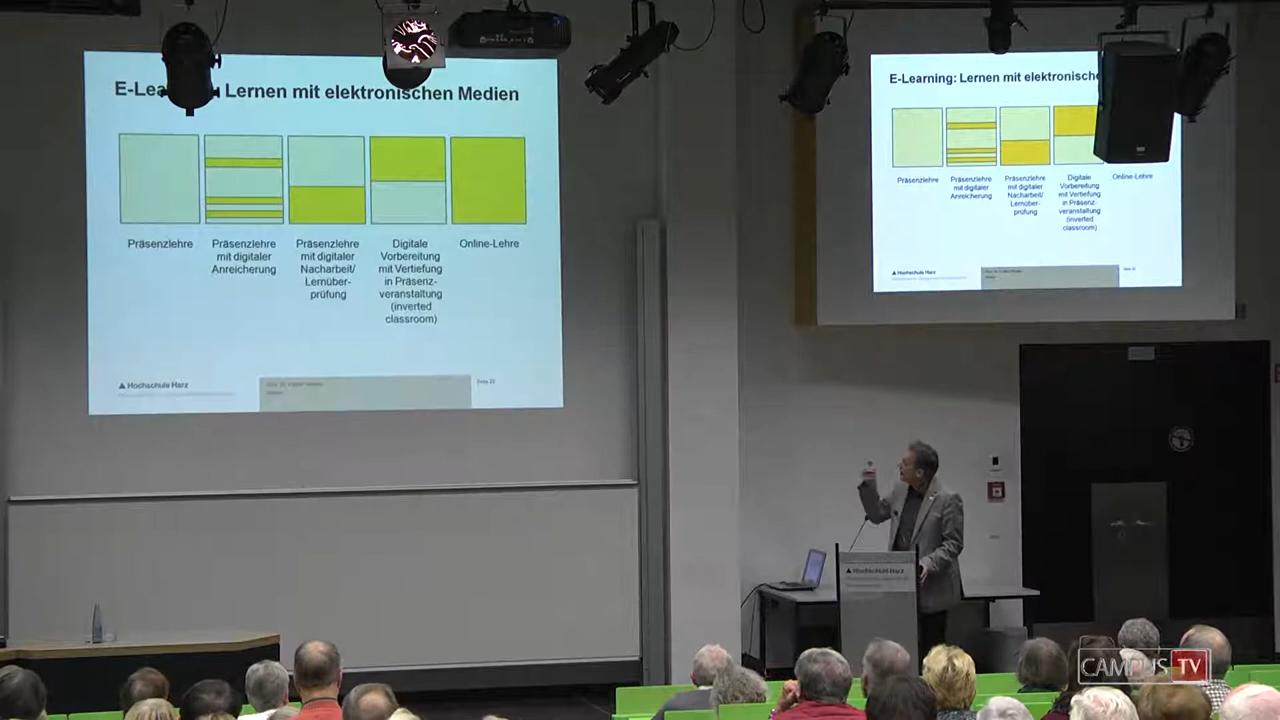 E-Lea Lernen mit elektronischen Medien
Präsenzlehre
Präsenzlehre
mit digitaler
Anreicherung
Präsenzlehre
mit digitaler
Nacharbeit/
Lernüber-
prüfung
Digitale
Vorbereitung
mit Vertiefung
in Präsenz-
veranstaltung
(inverted
classroom)
Online-Lehre
Hochschule Harz
E-Learning: Lernen mit elektronische
Präsenzlehre
Präsenzlehre
mit digitaler
Anreicherung
Präsenzlehre
mit digitaler
Nacharbeit/
Lernüber-
prüfung
Digitale
Vorbereitung
mit Vertiefung
in Präsenz-
veranstaltung
(inverted
classroom)
Online-Lehre
Hochschule Harz
Hochschule Harz
CAMPUS TV